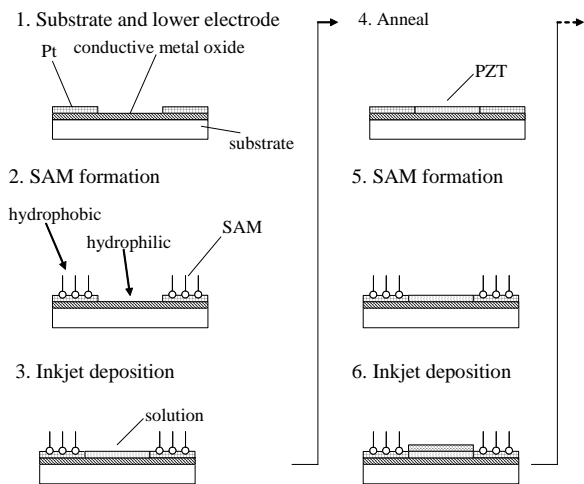 1. Substrate and lower electrode
Pt
conductive metal oxide
substrate
2. SAM formation
hydrophobic
hydrophilic
SAM
3. Inkjet deposition
solution
4. Anneal
PZT
5. SAM formation
6. Inkjet deposition